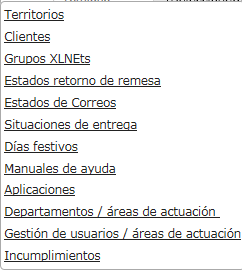 Territorios
Clientes
Grupos XLNEts
Estados retorno de remesa
Estados de Correos
Situaciones de entrega
Días festivos
Manuales de ayuda
Aplicaciones
Departamentos / áreas de actuación
Gestión de usuarios / áreas de actuación
Incumplimientos